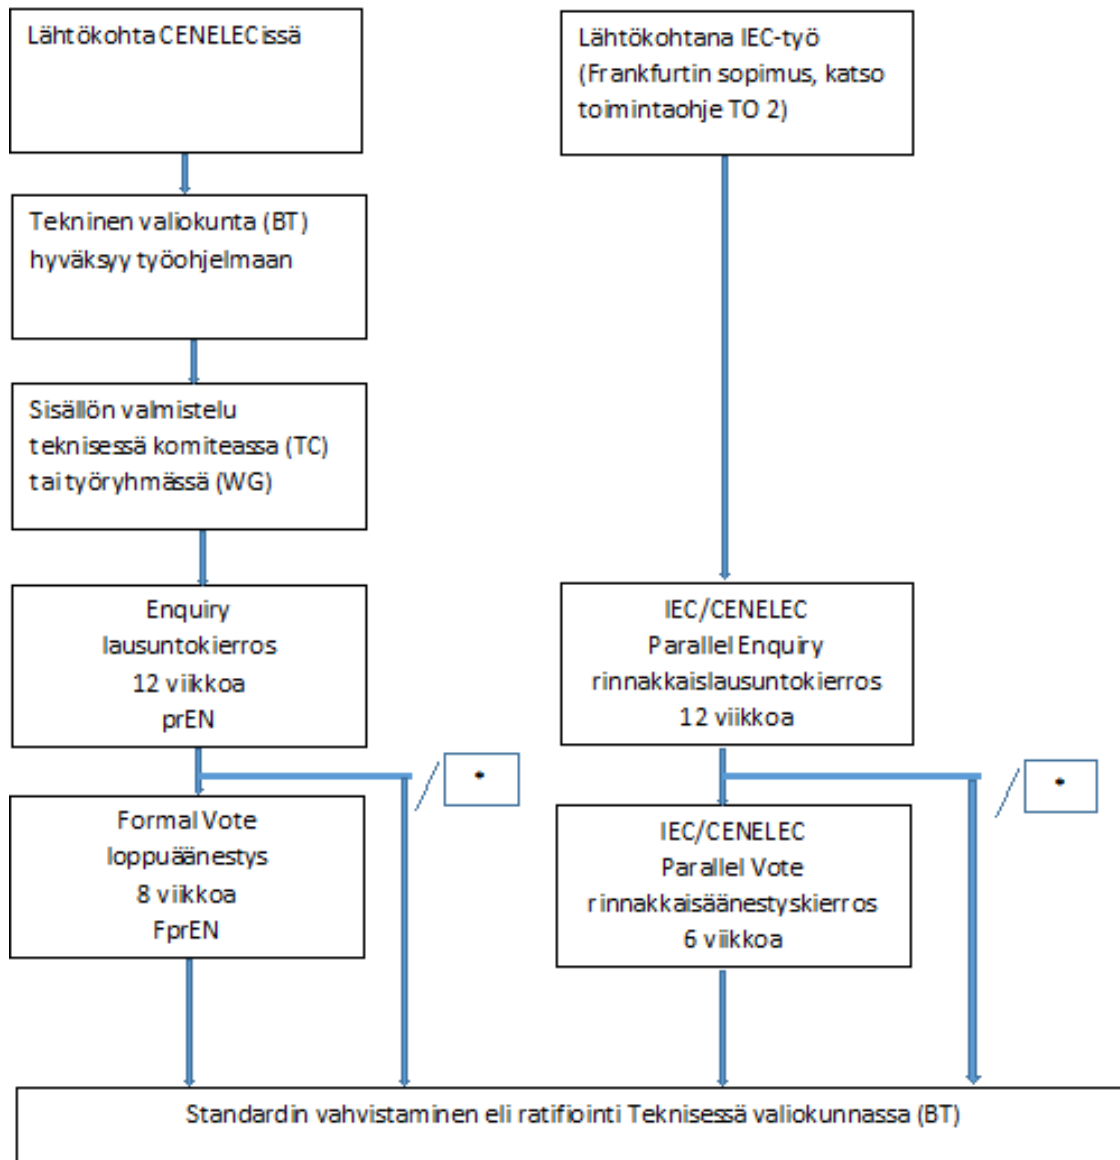 Lähtökohta CENELECissä
Tekninen valiokunta (BT)
hyväksyy työohjelmaan
Sisällön valmistelu
teknisessä komiteassa (TC)
tai työryhmässä (WG)
Enquiry
lausuntokierros
12 viikkoa
prEN
*
Formal Vote
loppuäänestys
8 viikkoa
FprEN
Lähtökohtana IEC-työ
(Frankfurtin sopimus, katso
toimintaohje TO 2)
IEC/CENELEC
Parallel Enquiry
rinnakkaislausuntokierros
12 viikkoa
*
IEC/CENELEC
Parallel Vote
rinnakkaisäänestyskierros
6 viikkoa
Standardin vahvistaminen eli ratifiointi Teknisessä valiokunnassa (BT)